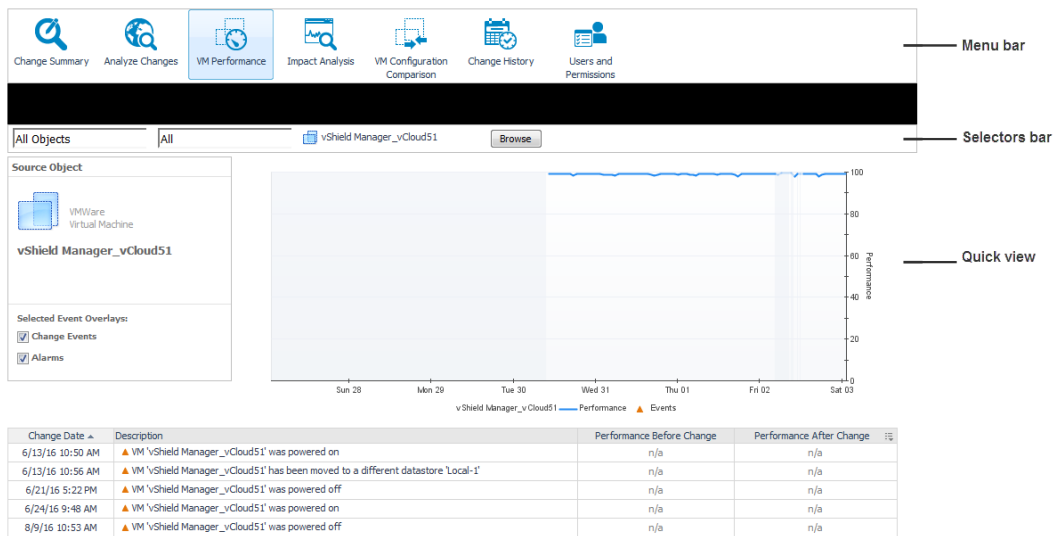 Change Summary
Analyze Changes
VM Performance
Impact Analysis
VM Configuration
Comparison
Change History
Users and
Permissions
Menu bar
All Objects
All
vShield Manager_vCloud51
Browse
Selectors bar
Source Object
VMWare
Virtual Machine
vShield Manager_vCloud51
Selected Event Overlays:
Change Events
Alarms
100
80
60
40
20
0
Performance
Quick view
Sun 28 Mon 29 Tue 30 Wed 31 Thu 01 Fri 02 Sat 03
vShield Manager_vCloud51 Performance Events
Change Date Description Performance Before Change Performance After Change
6/13/16 10:50 AM VM 'vShield Manager_vCloud51' was powered on n/a n/a
6/13/16 10:56 AM VM 'vShield Manager_vCloud51' has been moved to a different datastore 'Local-1' n/a n/a
6/21/16 5:22 PM VM 'vShield Manager_vCloud51' was powered off n/a n/a
6/24/16 9:48 AM VM 'vShield Manager_vCloud51' was powered on n/a n/a
8/9/16 10:53 AM VM 'vShield Manager_vCloud51' was powered off n/a n/a